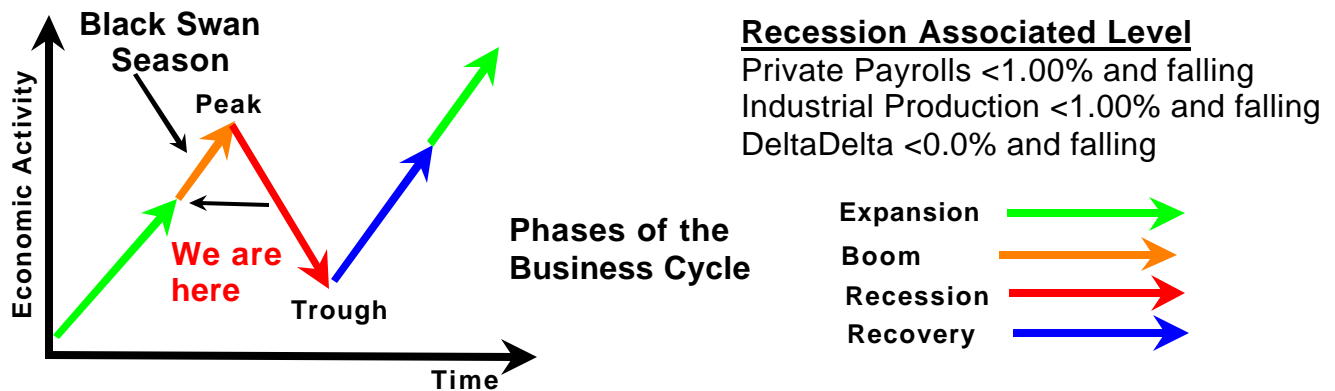 Black Swan
Season
Peak
Economic Activity
We are
here
Trough
Time
Phases of the
Business Cycle
Recession Associated Level
Private Payrolls <1.00% and falling
Industrial Production <1.00% and falling
DeltaDelta <0.0% and falling
Expansion
Boom
Recession
Recovery